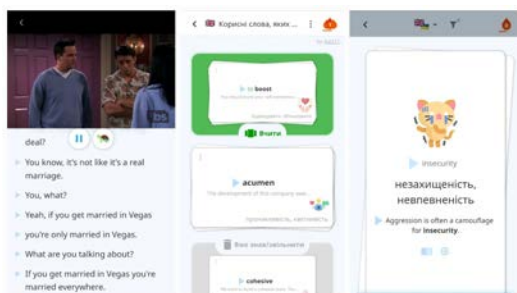 deal?
You know, it's not like it's a real
marriage.
You, what?
Yeah, if you get married in Vegas
you're only married in Vegas.
What are you talking about?
If you get married in Vegas you're
married everywhere.
Корисні слова, яких ...
to boost
Вчити
acumen
The development of this company was
проникливість, кмітливість
Вже знаю/звільнити
cohesive
insecurity
незахищеність,
невпевненість
Aggression is often a camouflage
for insecurity.